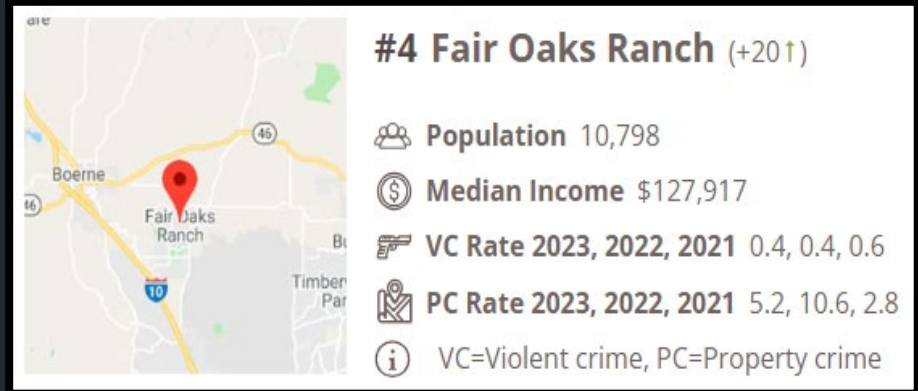 #4 Fair Oaks Ranch (+20↑)
Population 10,798
Median Income $127,917
VC Rate 2023, 2022, 2021 0.4, 0.4, 0.6
PC Rate 2023, 2022, 2021 5.2, 10.6, 2.8
VC=Violent crime, PC=Property crime
46
Boerne
46
Fair Oaks
Ranch
10
Timber
Par